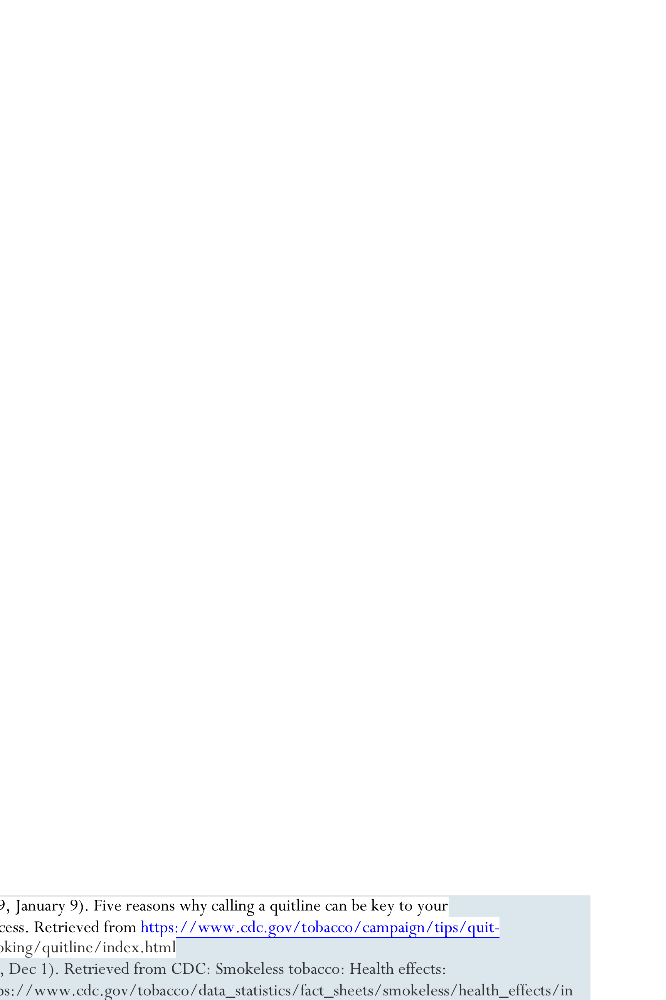 9, January 9). Five reasons why calling a quitline can be key to your
cess. Retrieved from https://www.cdc.gov/tobacco/campaign/tips/quit-
oking/quitline/index.html
, Dec 1). Retrieved from CDC: Smokeless tobacco: Health effects:
ps://www.cdc.gov/tobacco/data_statistics/fact_sheets/smokeless/health_effects/in